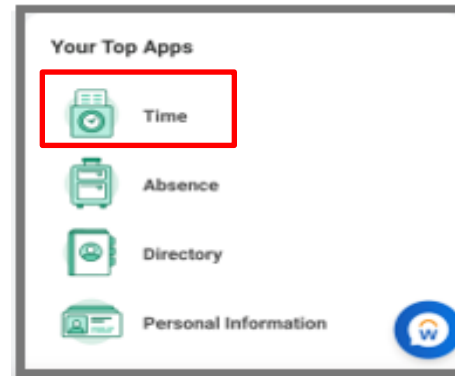 Your Top Apps
Time
Absence
Directory
Personal Information
w